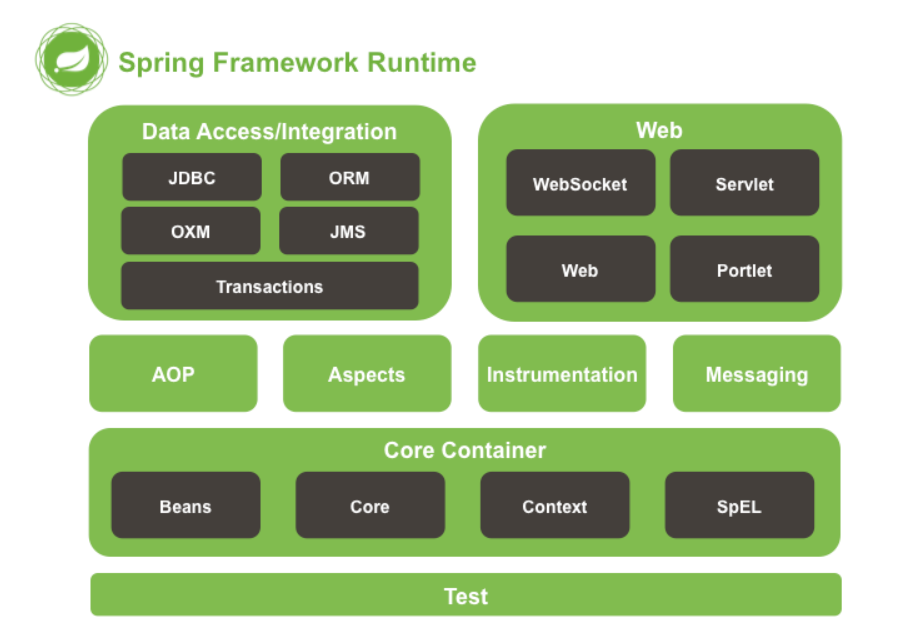 Spring Framework Runtime
Data Access/Integration
JDBC
ORM
OXM
JMS
Transactions
Web
WebSocket
Servlet
Web
Portlet
AOP
Aspects
Instrumentation
Messaging
Core Container
Beans
Core
Context
SpEL
Test